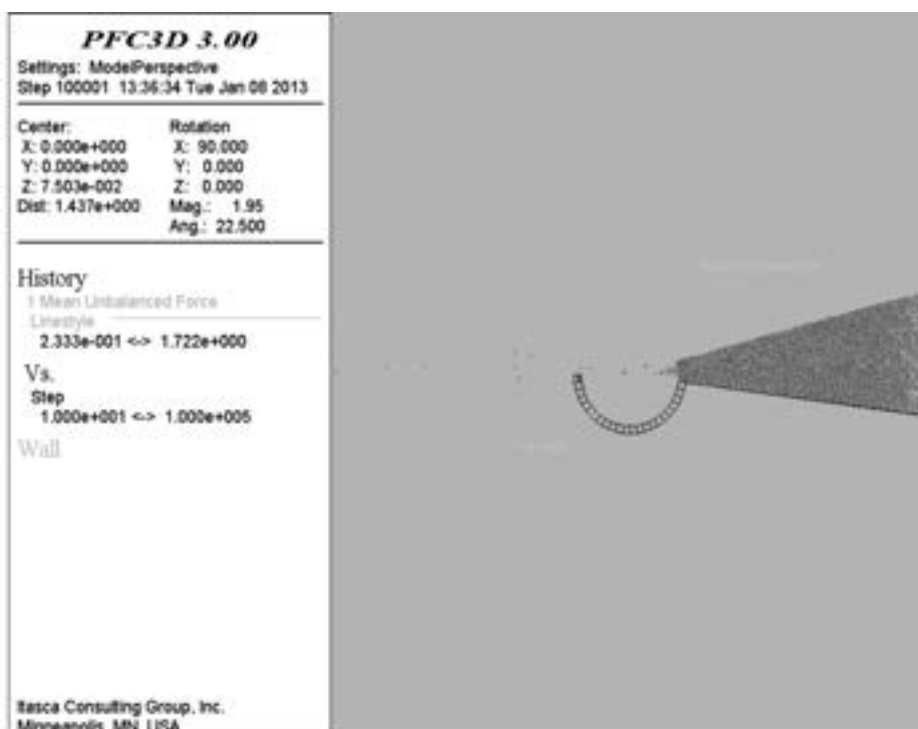 PFC3D 3.00
Settings: ModelPerspective
Step 100001 13:36:34 Tue Jan 08 2013
Center: Rotation
X: 0.000e+000 X: 90.000
Y: 0.000e+000 Y: 0.000
Z: 7.503e-002 Z: 0.000
Dist: 1.437e+000 Mag.: 1.95
Ang.: 22.500
History
1 Mean Unbalanced Force
Linestyle
2.333e-001 <-> 1.722e+000
Vs.
Step
1.000e+001 <-> 1.000e+005
Wall
Itasca Consulting Group, Inc.
Minneapolis, MN USA